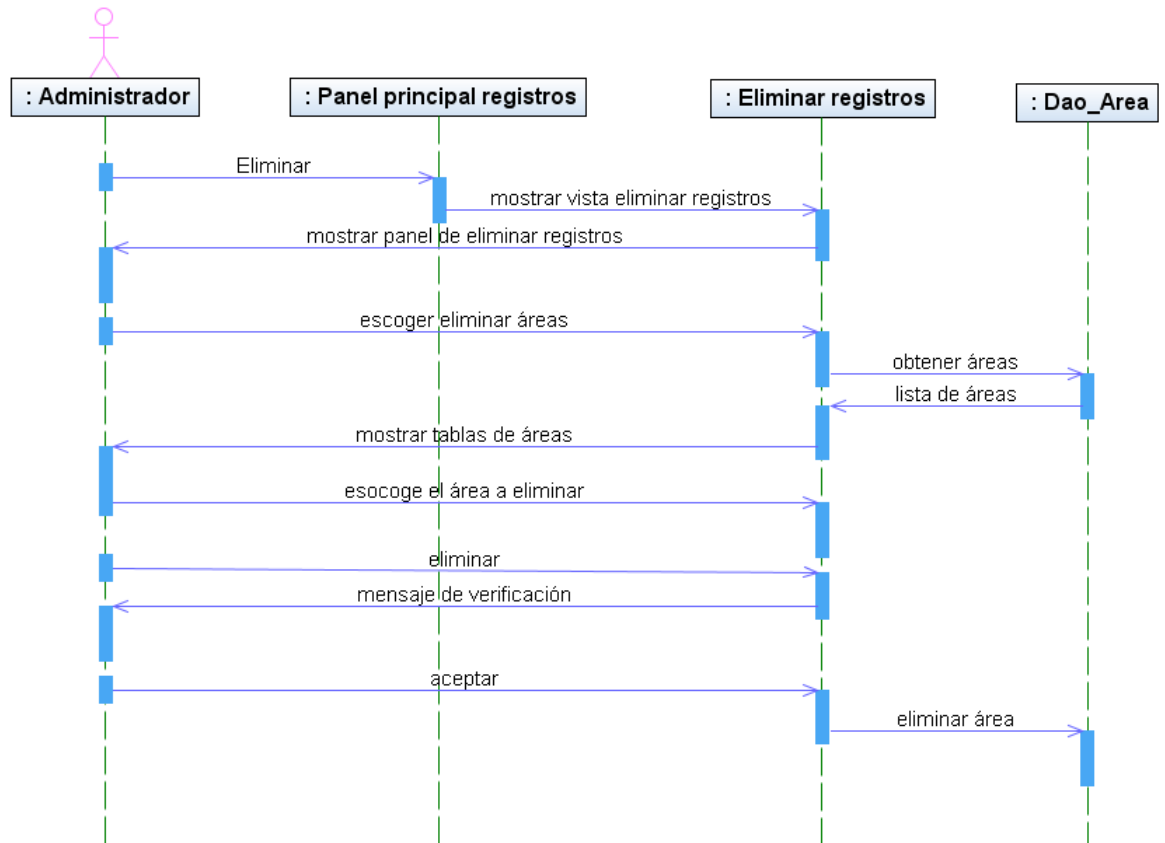 : Administrador
: Panel principal registros
: Eliminar registros
: Dao_Area
Eliminar
mostrar vista eliminar registros
mostrar panel de eliminar registros
escoger eliminar áreas
obtener áreas
lista de áreas
mostrar tablas de áreas
esocoge el área a eliminar
eliminar
mensaje de verificación
aceptar
eliminar área